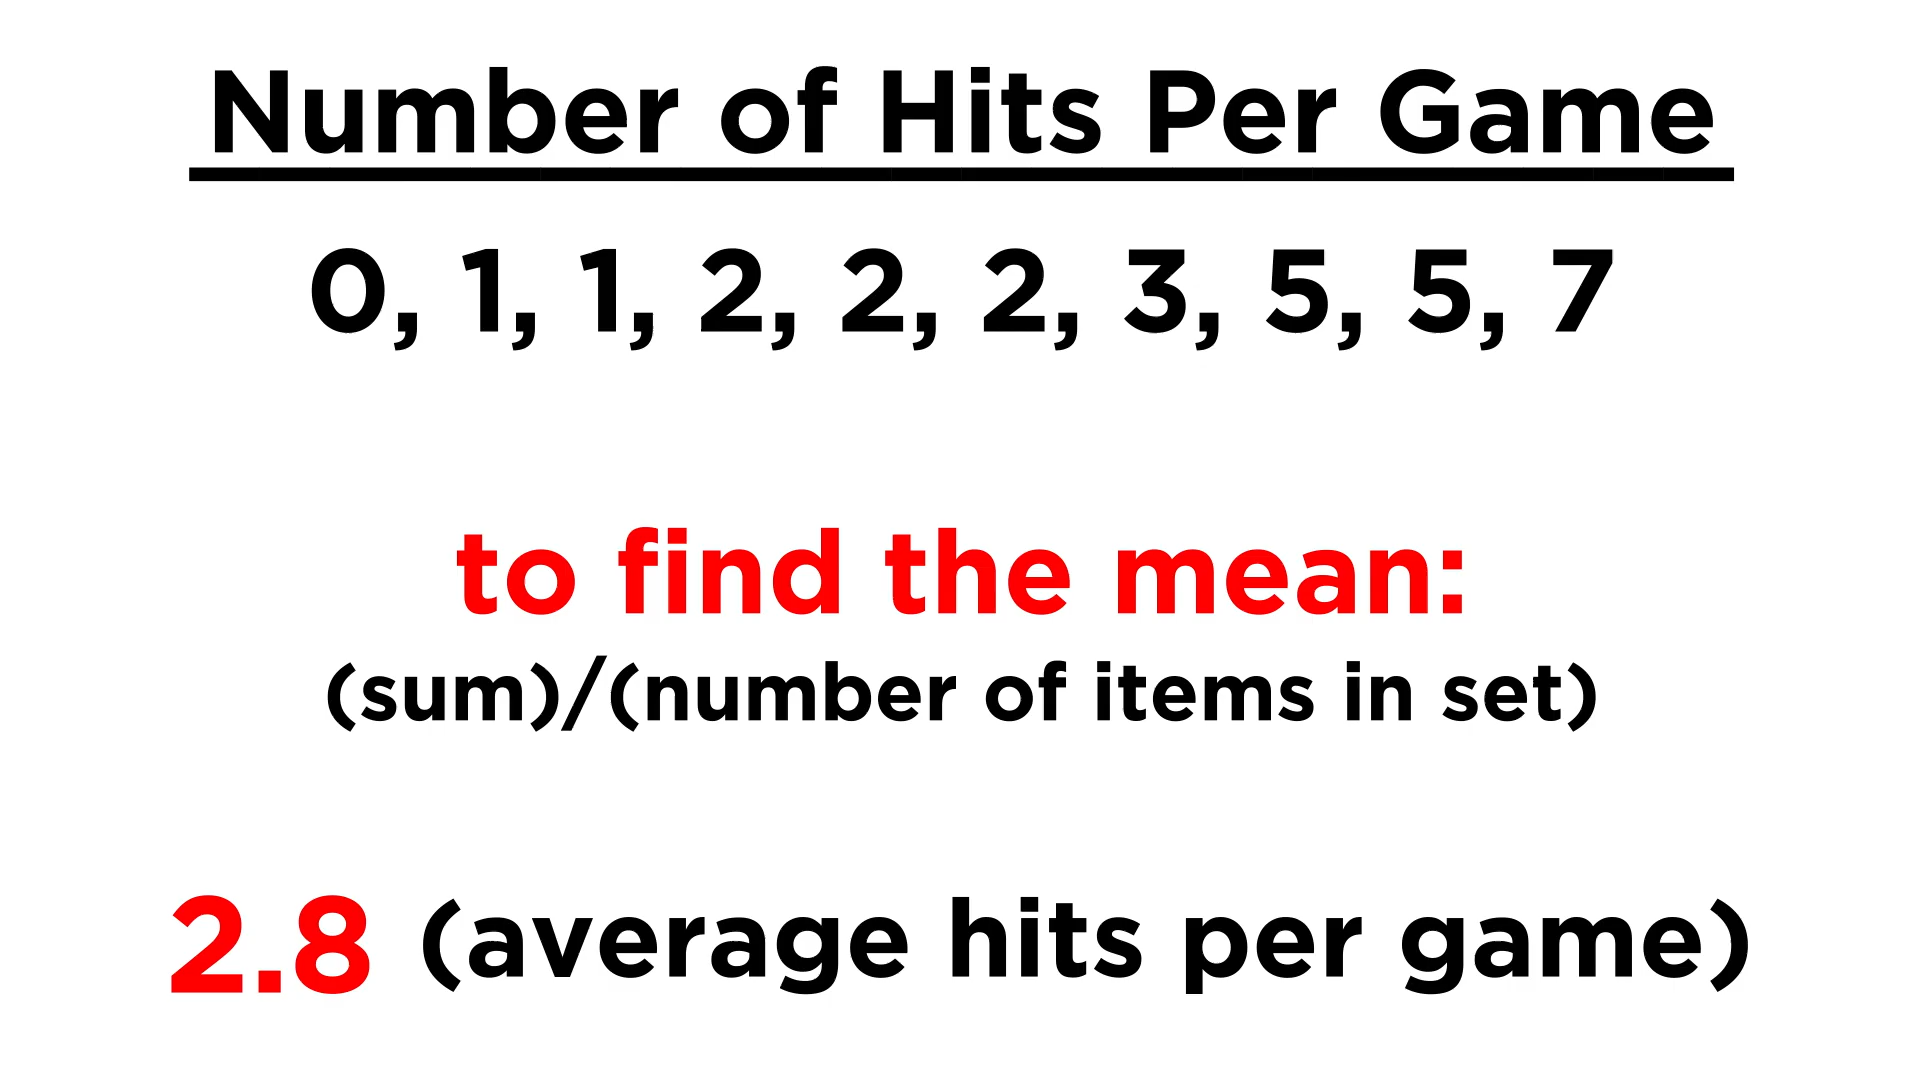 Number of Hits Per Game
0, 1, 1, 2, 2, 2, 3, 5, 5, 7
to find the mean:
(sum)/(number of items in set)
2.8 (average hits per game)